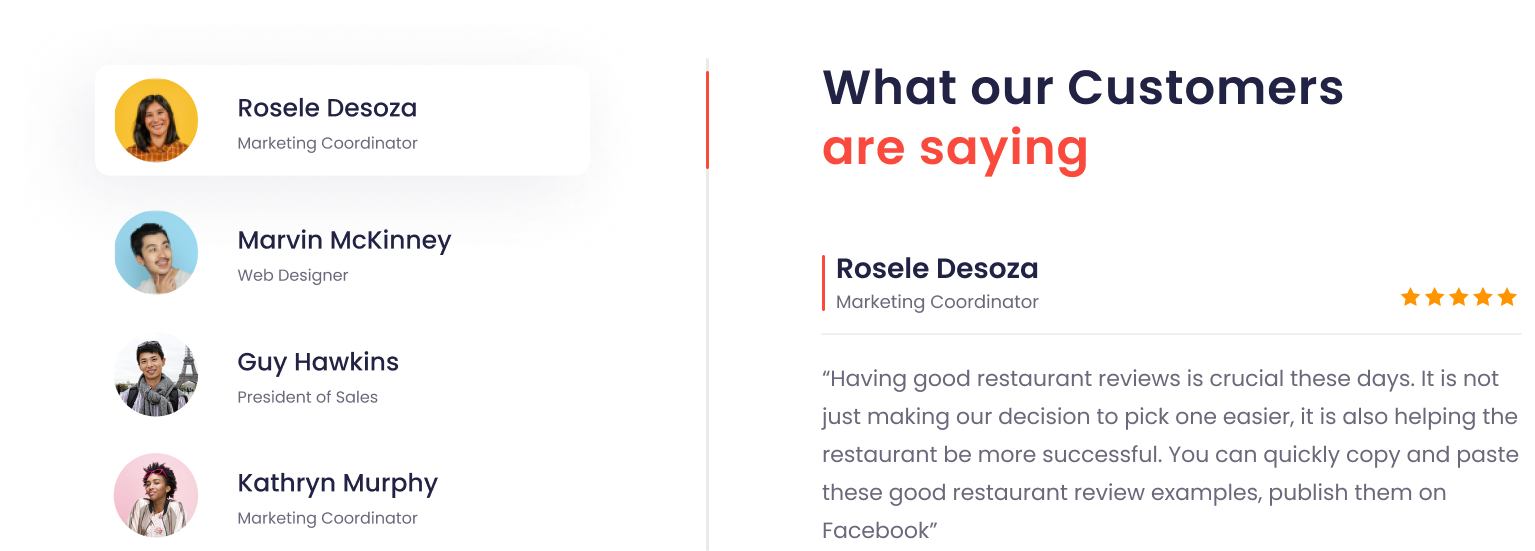 Rosele Desoza
Marketing Coordinator
Marvin McKinney
Web Designer
Guy Hawkins
President of Sales
Kathryn Murphy
Marketing Coordinator
What our Customers
are saying
Rosele Desoza
Marketing Coordinator
“Having good restaurant reviews is crucial these days. It is not
just making our decision to pick one easier, it is also helping the
restaurant be more successful. You can quickly copy and paste
these good restaurant review examples, publish them on
Facebook”